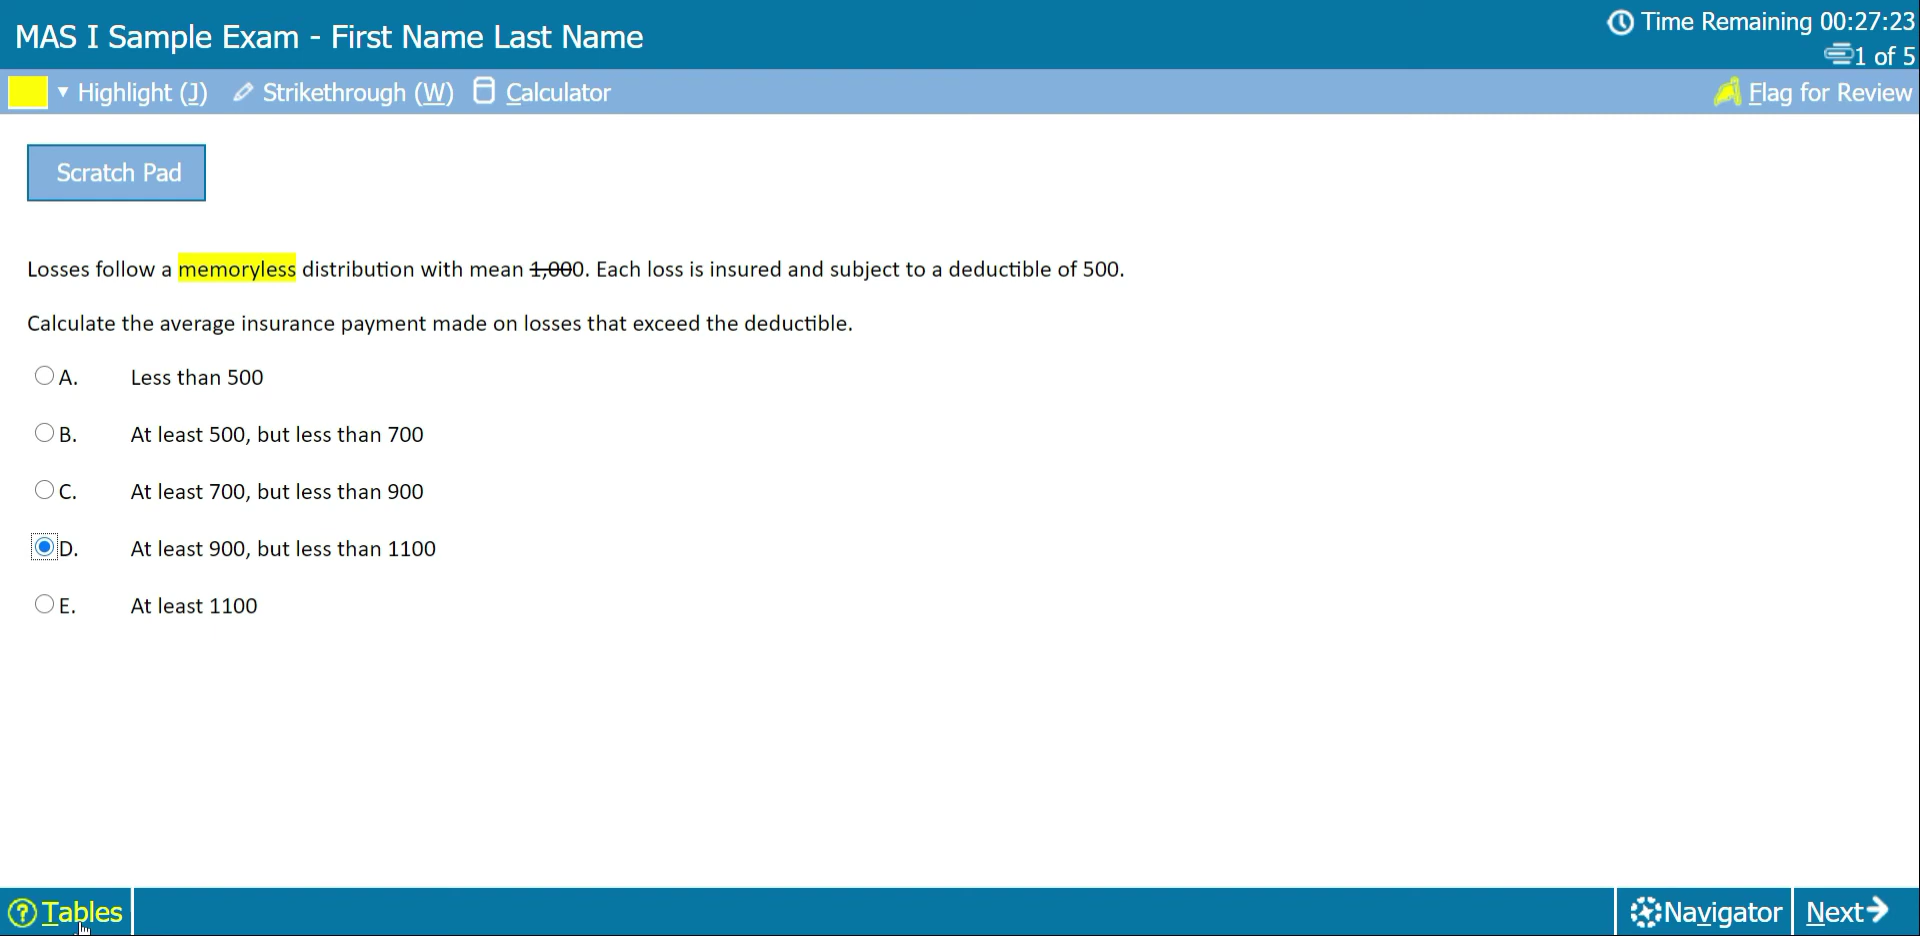 MAS I Sample Exam - First Name Last Name
Time Remaining 00:27:23
1 of 5
Highlight (J) Strikethrough (W) Calculator
Flag for Review
Scratch Pad
Losses follow a memoryless distribution with mean 1,000. Each loss is insured and subject to a deductible of 500.
Calculate the average insurance payment made on losses that exceed the deductible.
A. Less than 500
B. At least 500, but less than 700
C. At least 700, but less than 900
D. At least 900, but less than 1100
E. At least 1100
? Tables
Navigator
Next